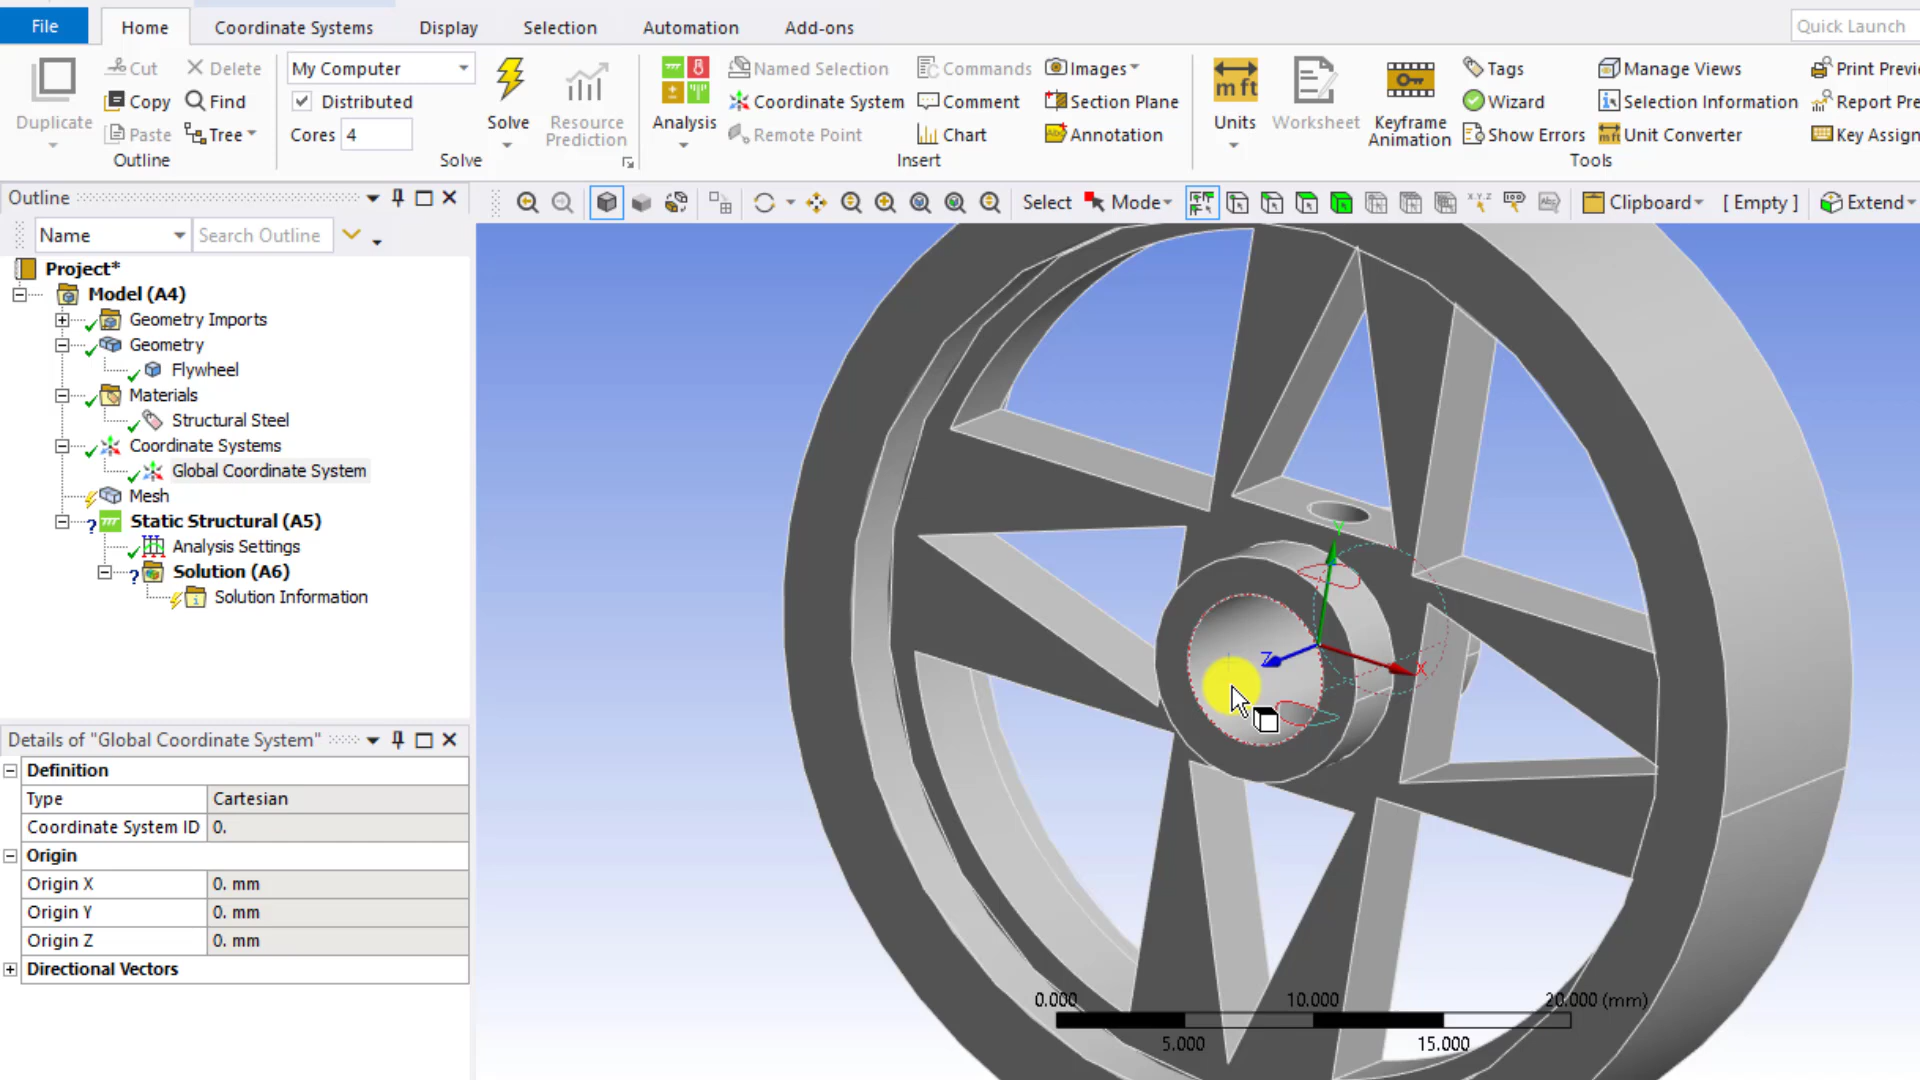 File Home Coordinate Systems Display Selection Automation Add-ons Quick Launch
Duplicate
Cut Delete
Copy Find
Paste Tree
Outline
My Computer
Distributed
Cores 4
Solve
Resource Prediction
Solve
Analysis
Named Selection Commands Images
Coordinate System Comment Section Plane
Remote Point Chart Annotation
Insert
Units
Worksheet
Keyframe Animation
Tags Manage Views
Wizard Selection Information
Show Errors Unit Converter
Tools
Print Previe
Report Pre
Key Assign
Outline
Name Search Outline
Select Mode Clipboard [ Empty ] Extend
Project*
Model (A4)
Geometry Imports
Geometry
Flywheel
Materials
Structural Steel
Coordinate Systems
Global Coordinate System
Mesh
Static Structural (A5)
Analysis Settings
Solution (A6)
Solution Information
Details of "Global Coordinate System"
Definition
Type Cartesian
Coordinate System ID 0.
Origin
Origin X 0. mm
Origin Y 0. mm
Origin Z 0. mm
Directional Vectors
Y
Z
X
0.000 10.000 20.000 (mm)
5.000 15.000